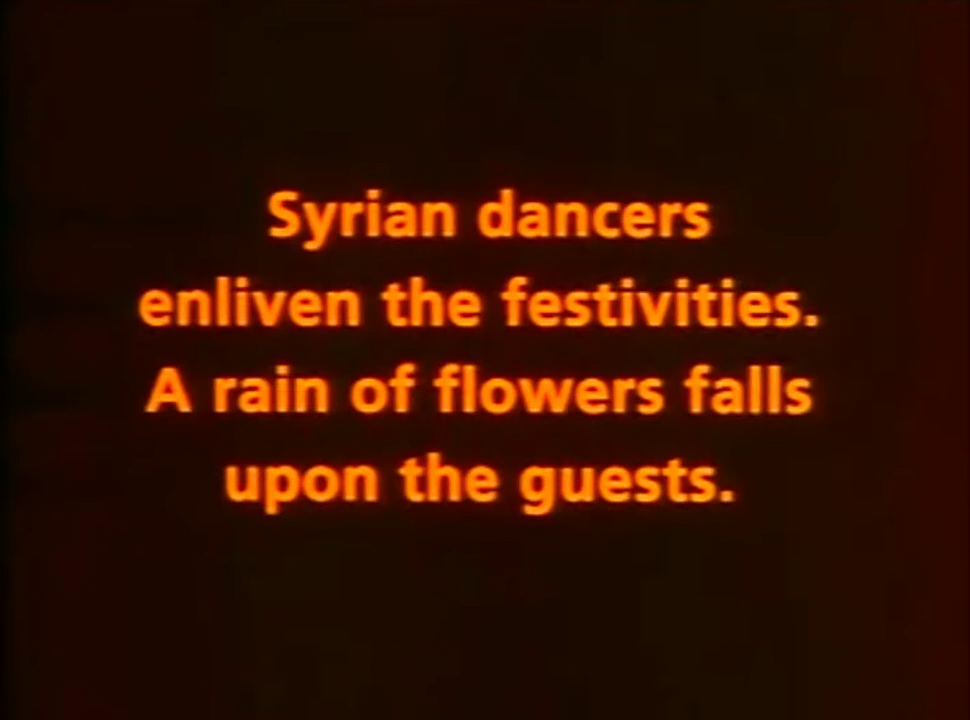 Syrian dancers
enliven the festivities.
A rain of flowers falls
upon the guests.